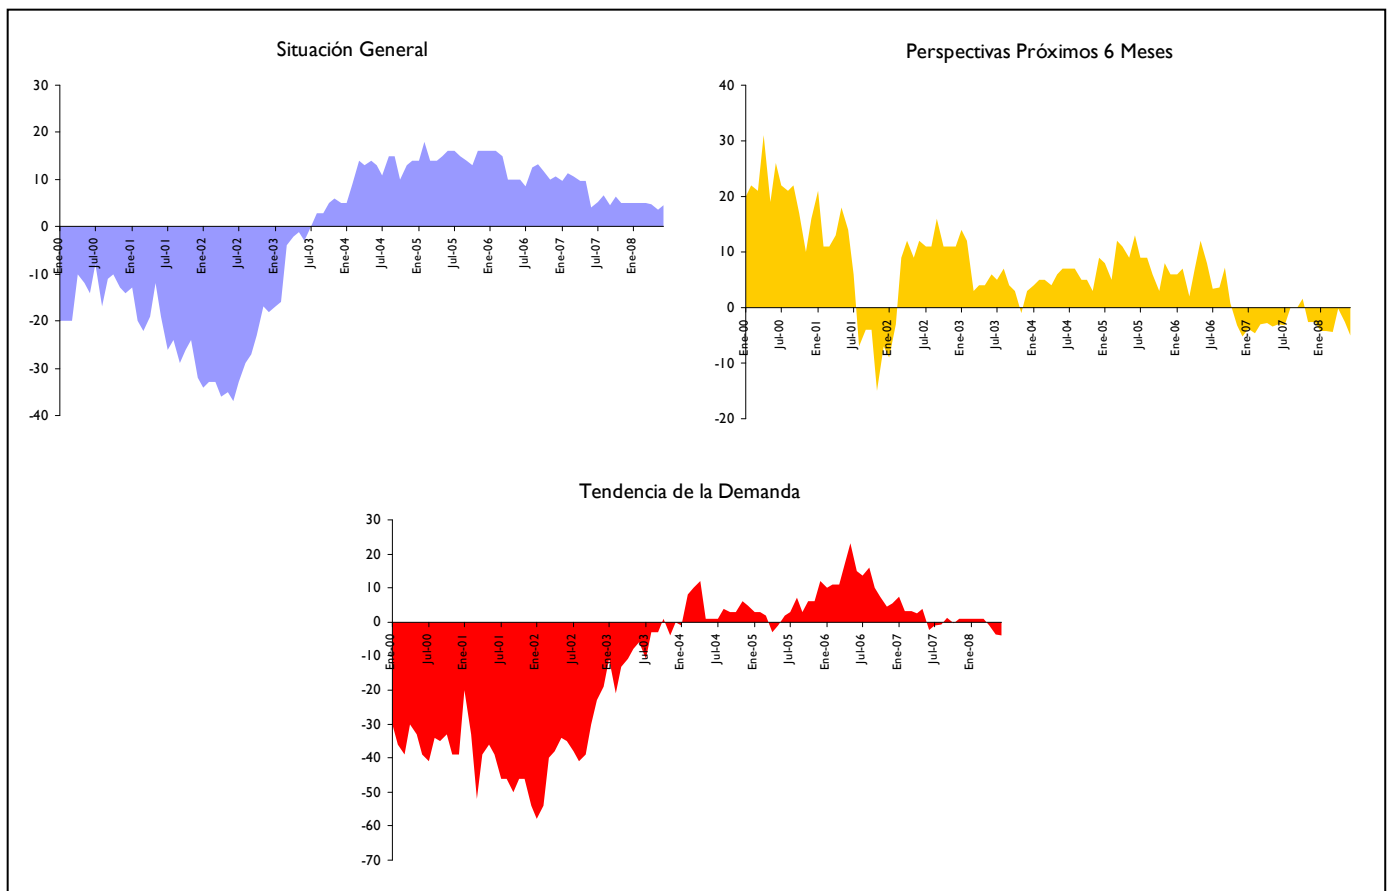 Situación General
30
20
10
0
-10
-20
-30
-40
Ene-00
Jul-00
Ene-01
Jul-01
Ene-02
Jul-02
Ene-03
Jul-03
Ene-04
Jul-04
Ene-05
Jul-05
Ene-06
Jul-06
Ene-07
Jul-07
Ene-08
Perspectivas Próximos 6 Meses
40
30
20
10
0
-10
-20
Ene-00
Jul-00
Ene-01
Jul-01
Ene-02
Jul-02
Ene-03
Jul-03
Ene-04
Jul-04
Ene-05
Jul-05
Ene-06
Jul-06
Ene-07
Jul-07
Ene-08
Tendencia de la Demanda
30
20
10
0
-10
-20
-30
-40
-50
-60
-70
Ene-00
Jul-00
Ene-01
Jul-01
Ene-02
Jul-02
Ene-03
Jul-03
Ene-04
Jul-04
Ene-05
Jul-05
Ene-06
Jul-06
Ene-07
Jul-07
Ene-08